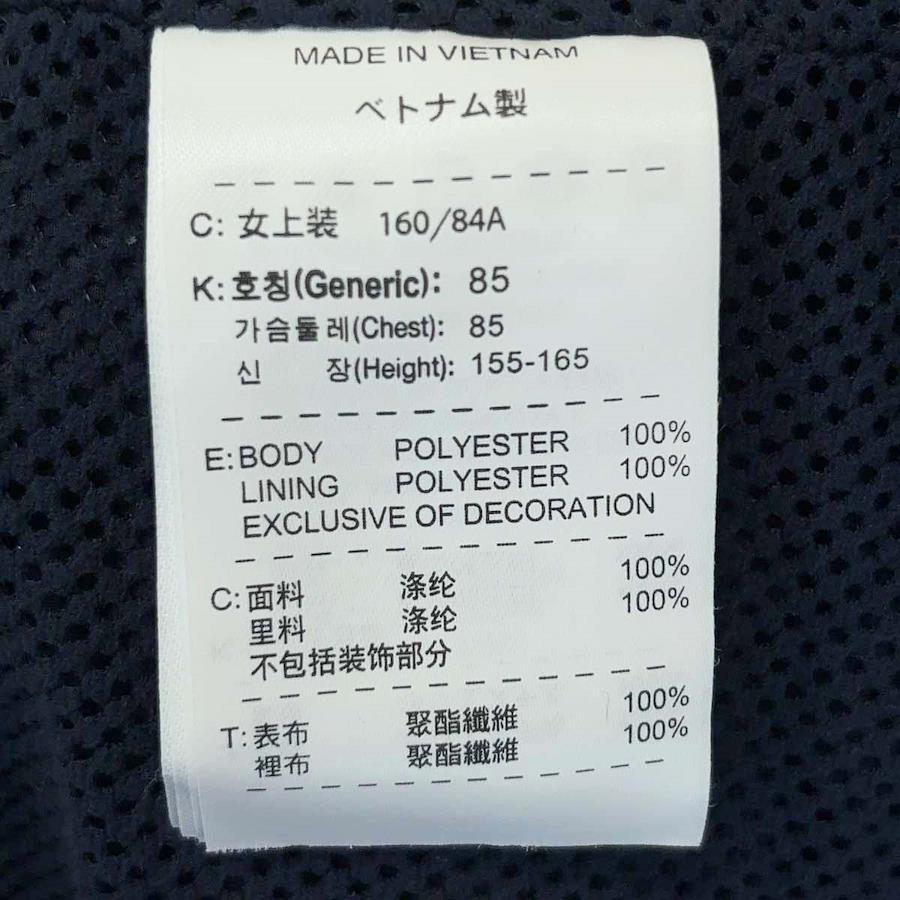 MADE IN VIETNAM
ベトナム製
C: 女上装 160/84A
K: 호칭(Generic): 85
가슴둘레(Chest): 85
신 장(Height): 155-165
E: BODY POLYESTER 100%
LINING POLYESTER 100%
EXCLUSIVE OF DECORATION
C: 面料 涤纶 100%
里料 涤纶 100%
不包括装饰部分
T: 表布 聚酯纖維 100%
裡布 聚酯纖維 100%